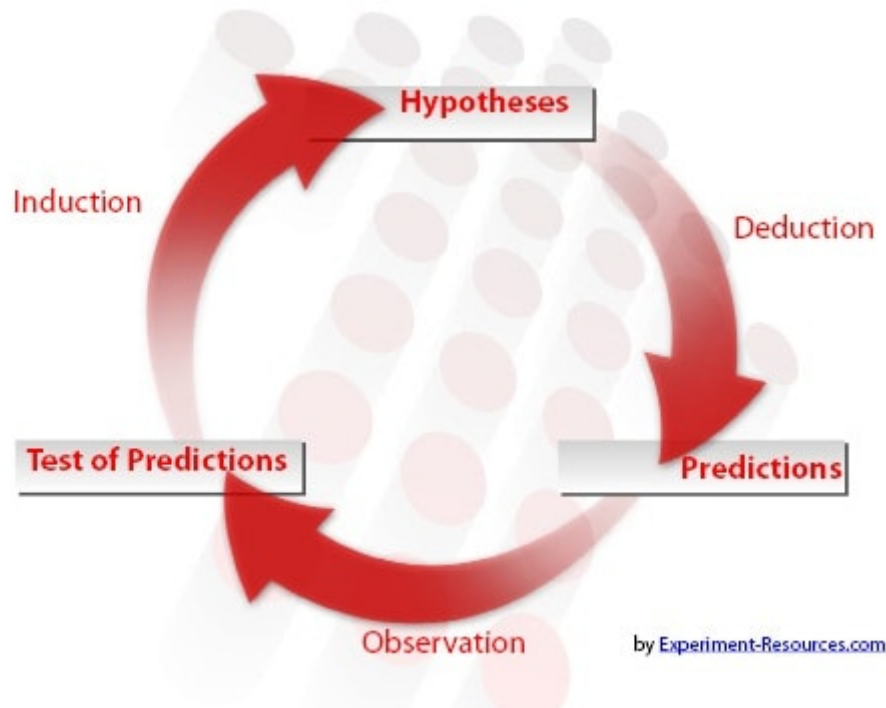 Hypotheses
Induction
Deduction
Test of Predictions
Predictions
Observation
by Experiment-Resources.com